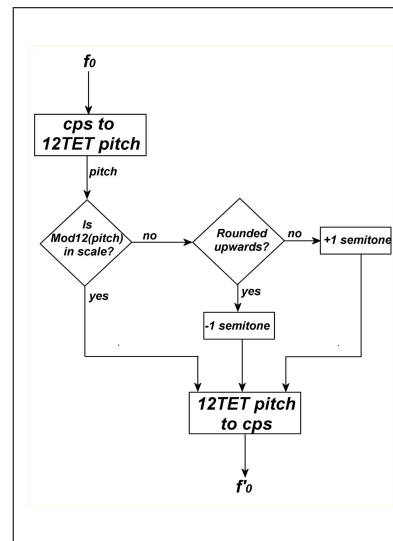 f0
cps to
12TET pitch
pitch
Is
Mod12(pitch)
in scale?
no
Rounded
upwards?
no
+1 semitone
yes
yes
-1 semitone
12TET pitch
to cps
f'0